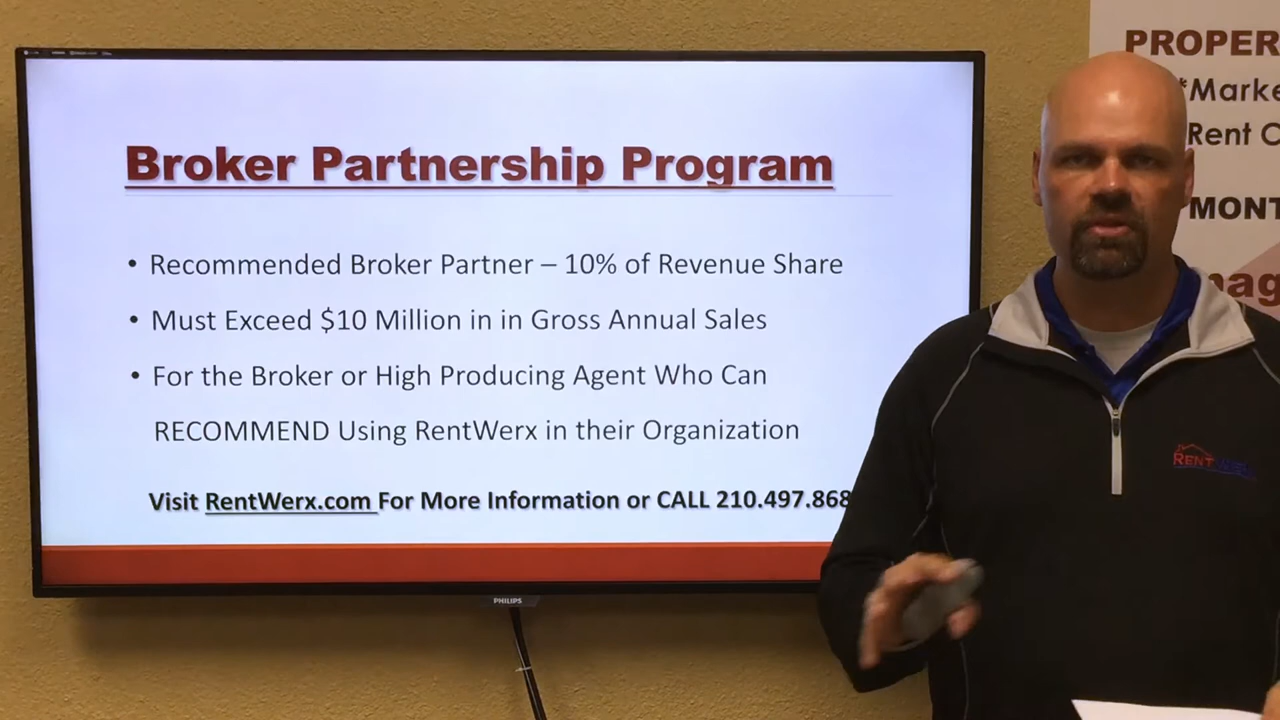 Broker Partnership Program
• Recommended Broker Partner – 10% of Revenue Share
• Must Exceed $10 Million in in Gross Annual Sales
• For the Broker or High Producing Agent Who Can
RECOMMEND Using RentWerx in their Organization
Visit RentWerx.com For More Information or CALL 210.497.868
PHILIPS
PROPER
*Marke
Rent C
MONT
nag
RENTWERX